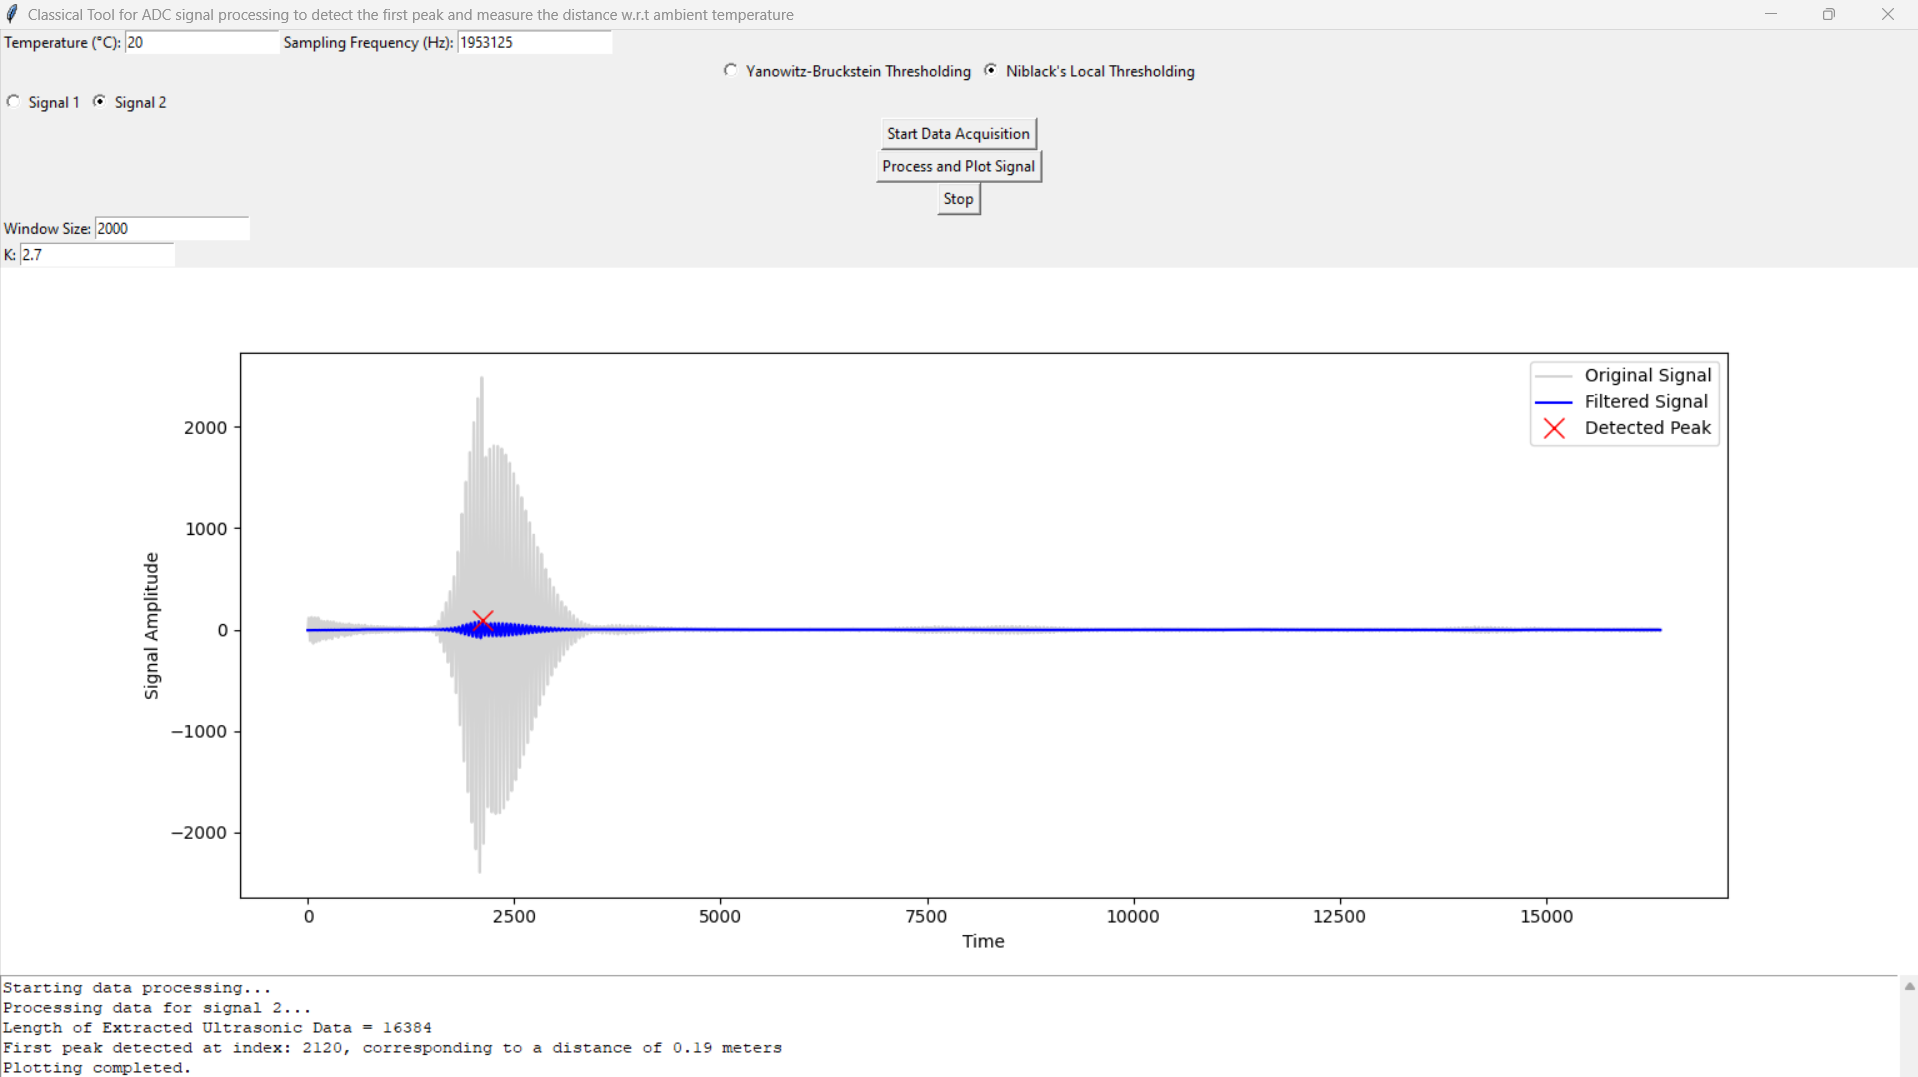 Classical Tool for ADC signal processing to detect the first peak and measure the distance w.r.t ambient temperature
Temperature (°C): 20 Sampling Frequency (Hz): 1953125
Yanowitz-Bruckstein Thresholding Niblack's Local Thresholding
Signal 1 Signal 2
Start Data Acquisition
Process and Plot Signal
Stop
Window Size: 2000
K: 2.7
Original Signal
Filtered Signal
Detected Peak
Signal Amplitude
2000
1000
0
−1000
−2000
0 2500 5000 7500 10000 12500 15000
Time
Starting data processing...
Processing data for signal 2...
Length of Extracted Ultrasonic Data = 16384
First peak detected at index: 2120, corresponding to a distance of 0.19 meters
Plotting completed.